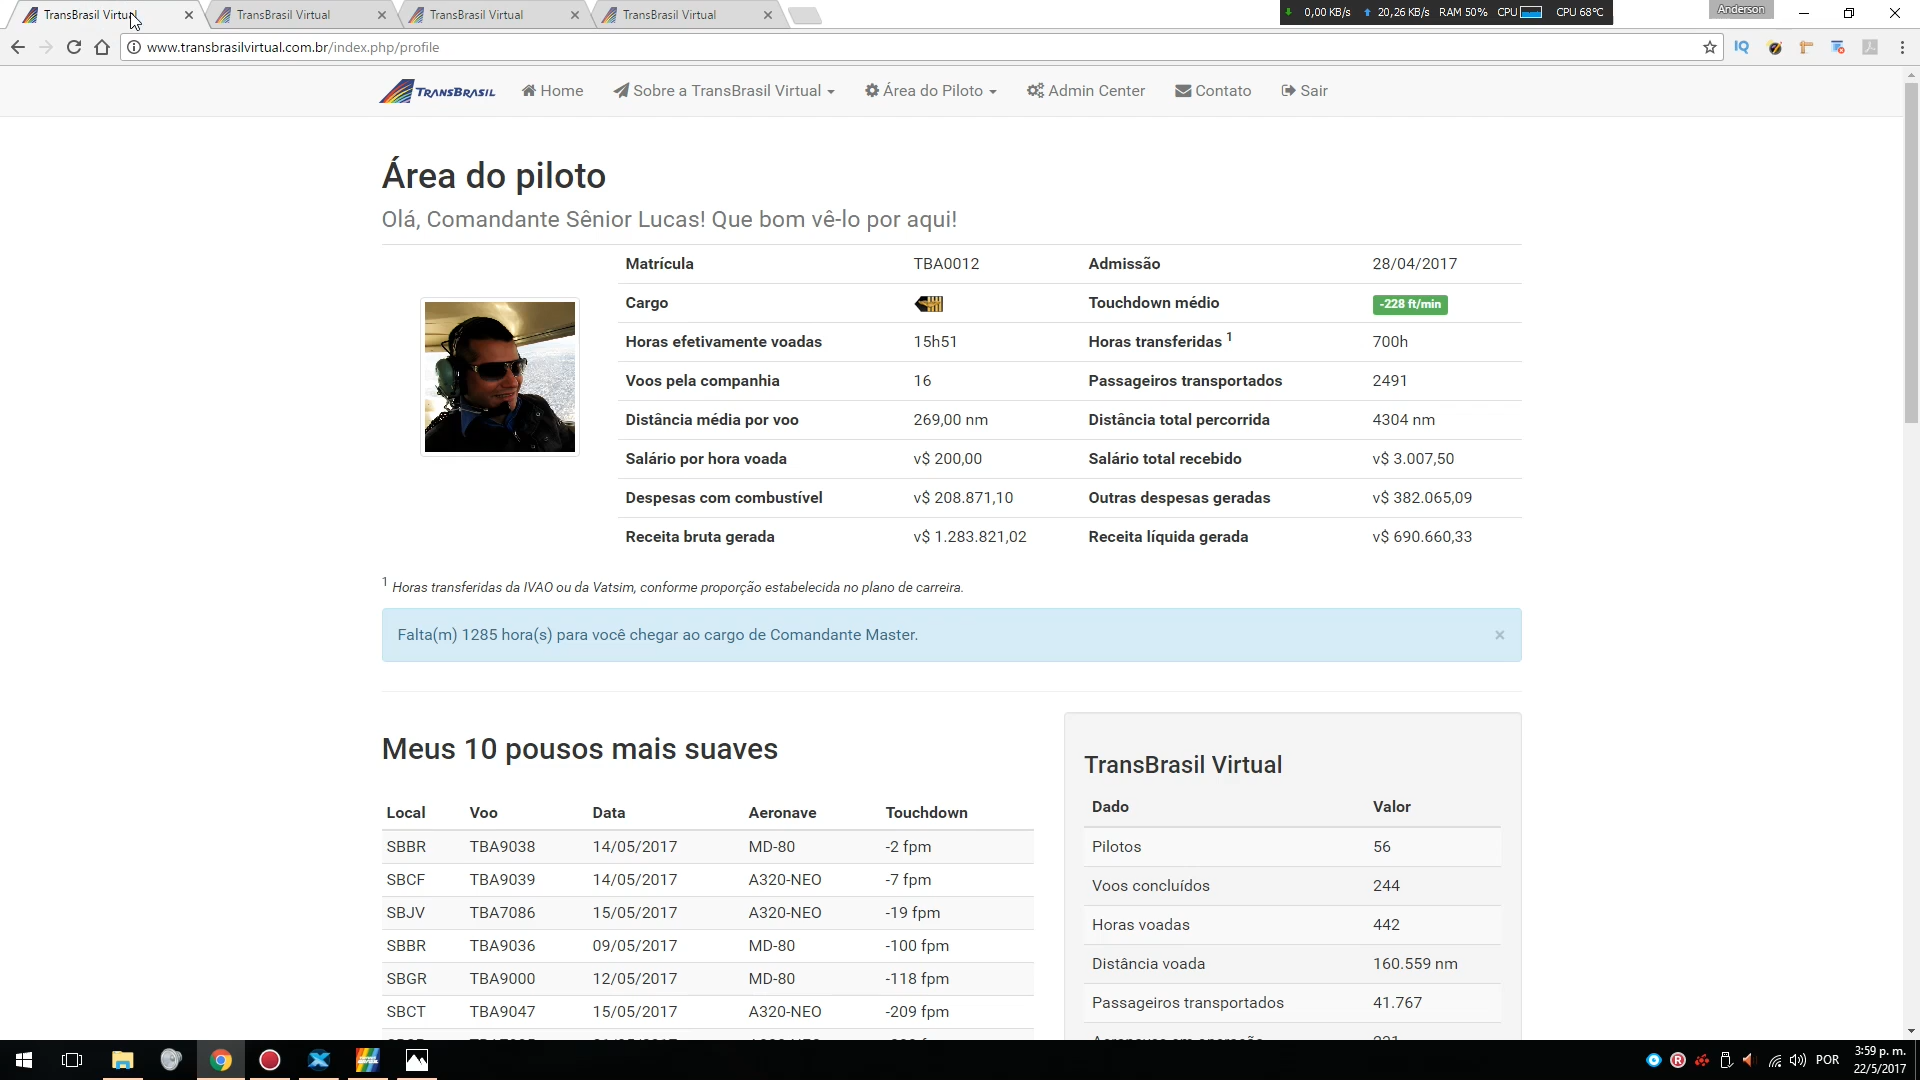 TransBrasil Virtual
TransBrasil Virtual
TransBrasil Virtual
TransBrasil Virtual
0,00 KB/s 20,26 KB/s RAM 50% CPU CPU 68°C
Anderson
www.transbrasilvirtual.com.br/index.php/profile
IQ
TRANSBRASIL Home Sobre a TransBrasil Virtual Área do Piloto Admin Center Contato Sair
Área do piloto
Olá, Comandante Sênior Lucas! Que bom vê-lo por aqui!
Matrícula TBA0012 Admissão 28/04/2017
Cargo Touchdown médio -228 ft/min
Horas efetivamente voadas 15h51 Horas transferidas 1 700h
Voos pela companhia 16 Passageiros transportados 2491
Distância média por voo 269,00 nm Distância total percorrida 4304 nm
Salário por hora voada v$ 200,00 Salário total recebido v$ 3.007,50
Despesas com combustível v$ 208.871,10 Outras despesas geradas v$ 382.065,09
Receita bruta gerada v$ 1.283.821,02 Receita líquida gerada v$ 690.660,33
1 Horas transferidas da IVAO ou da Vatsim, conforme proporção estabelecida no plano de carreira.
Falta(m) 1285 hora(s) para você chegar ao cargo de Comandante Master. ×
Meus 10 pousos mais suaves
Local Voo Data Aeronave Touchdown
SBBR TBA9038 14/05/2017 MD-80 -2 fpm
SBCF TBA9039 14/05/2017 A320-NEO -7 fpm
SBJV TBA7086 15/05/2017 A320-NEO -19 fpm
SBBR TBA9036 09/05/2017 MD-80 -100 fpm
SBGR TBA9000 12/05/2017 MD-80 -118 fpm
SBCT TBA9047 15/05/2017 A320-NEO -209 fpm
TransBrasil Virtual
Dado Valor
Pilotos 56
Voos concluídos 244
Horas voadas 442
Distância voada 160.559 nm
Passageiros transportados 41.767
POR
3:59 p. m.
22/5/2017